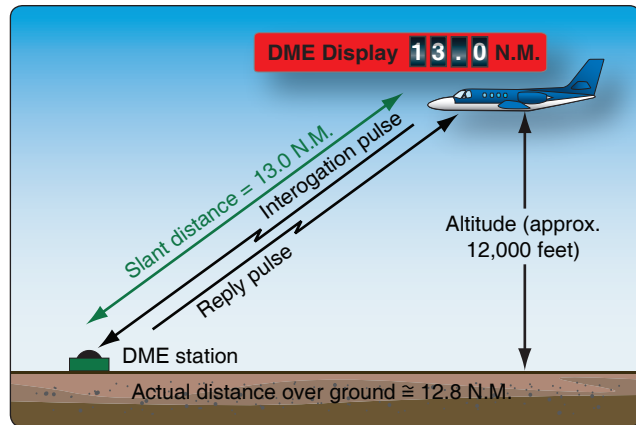 DME Display 13.0 N.M.
Slant distance = 13.0 N.M.
Interogation pulse
Reply pulse
Altitude (approx.
12,000 feet)
DME station
Actual distance over ground ≅ 12.8 N.M.